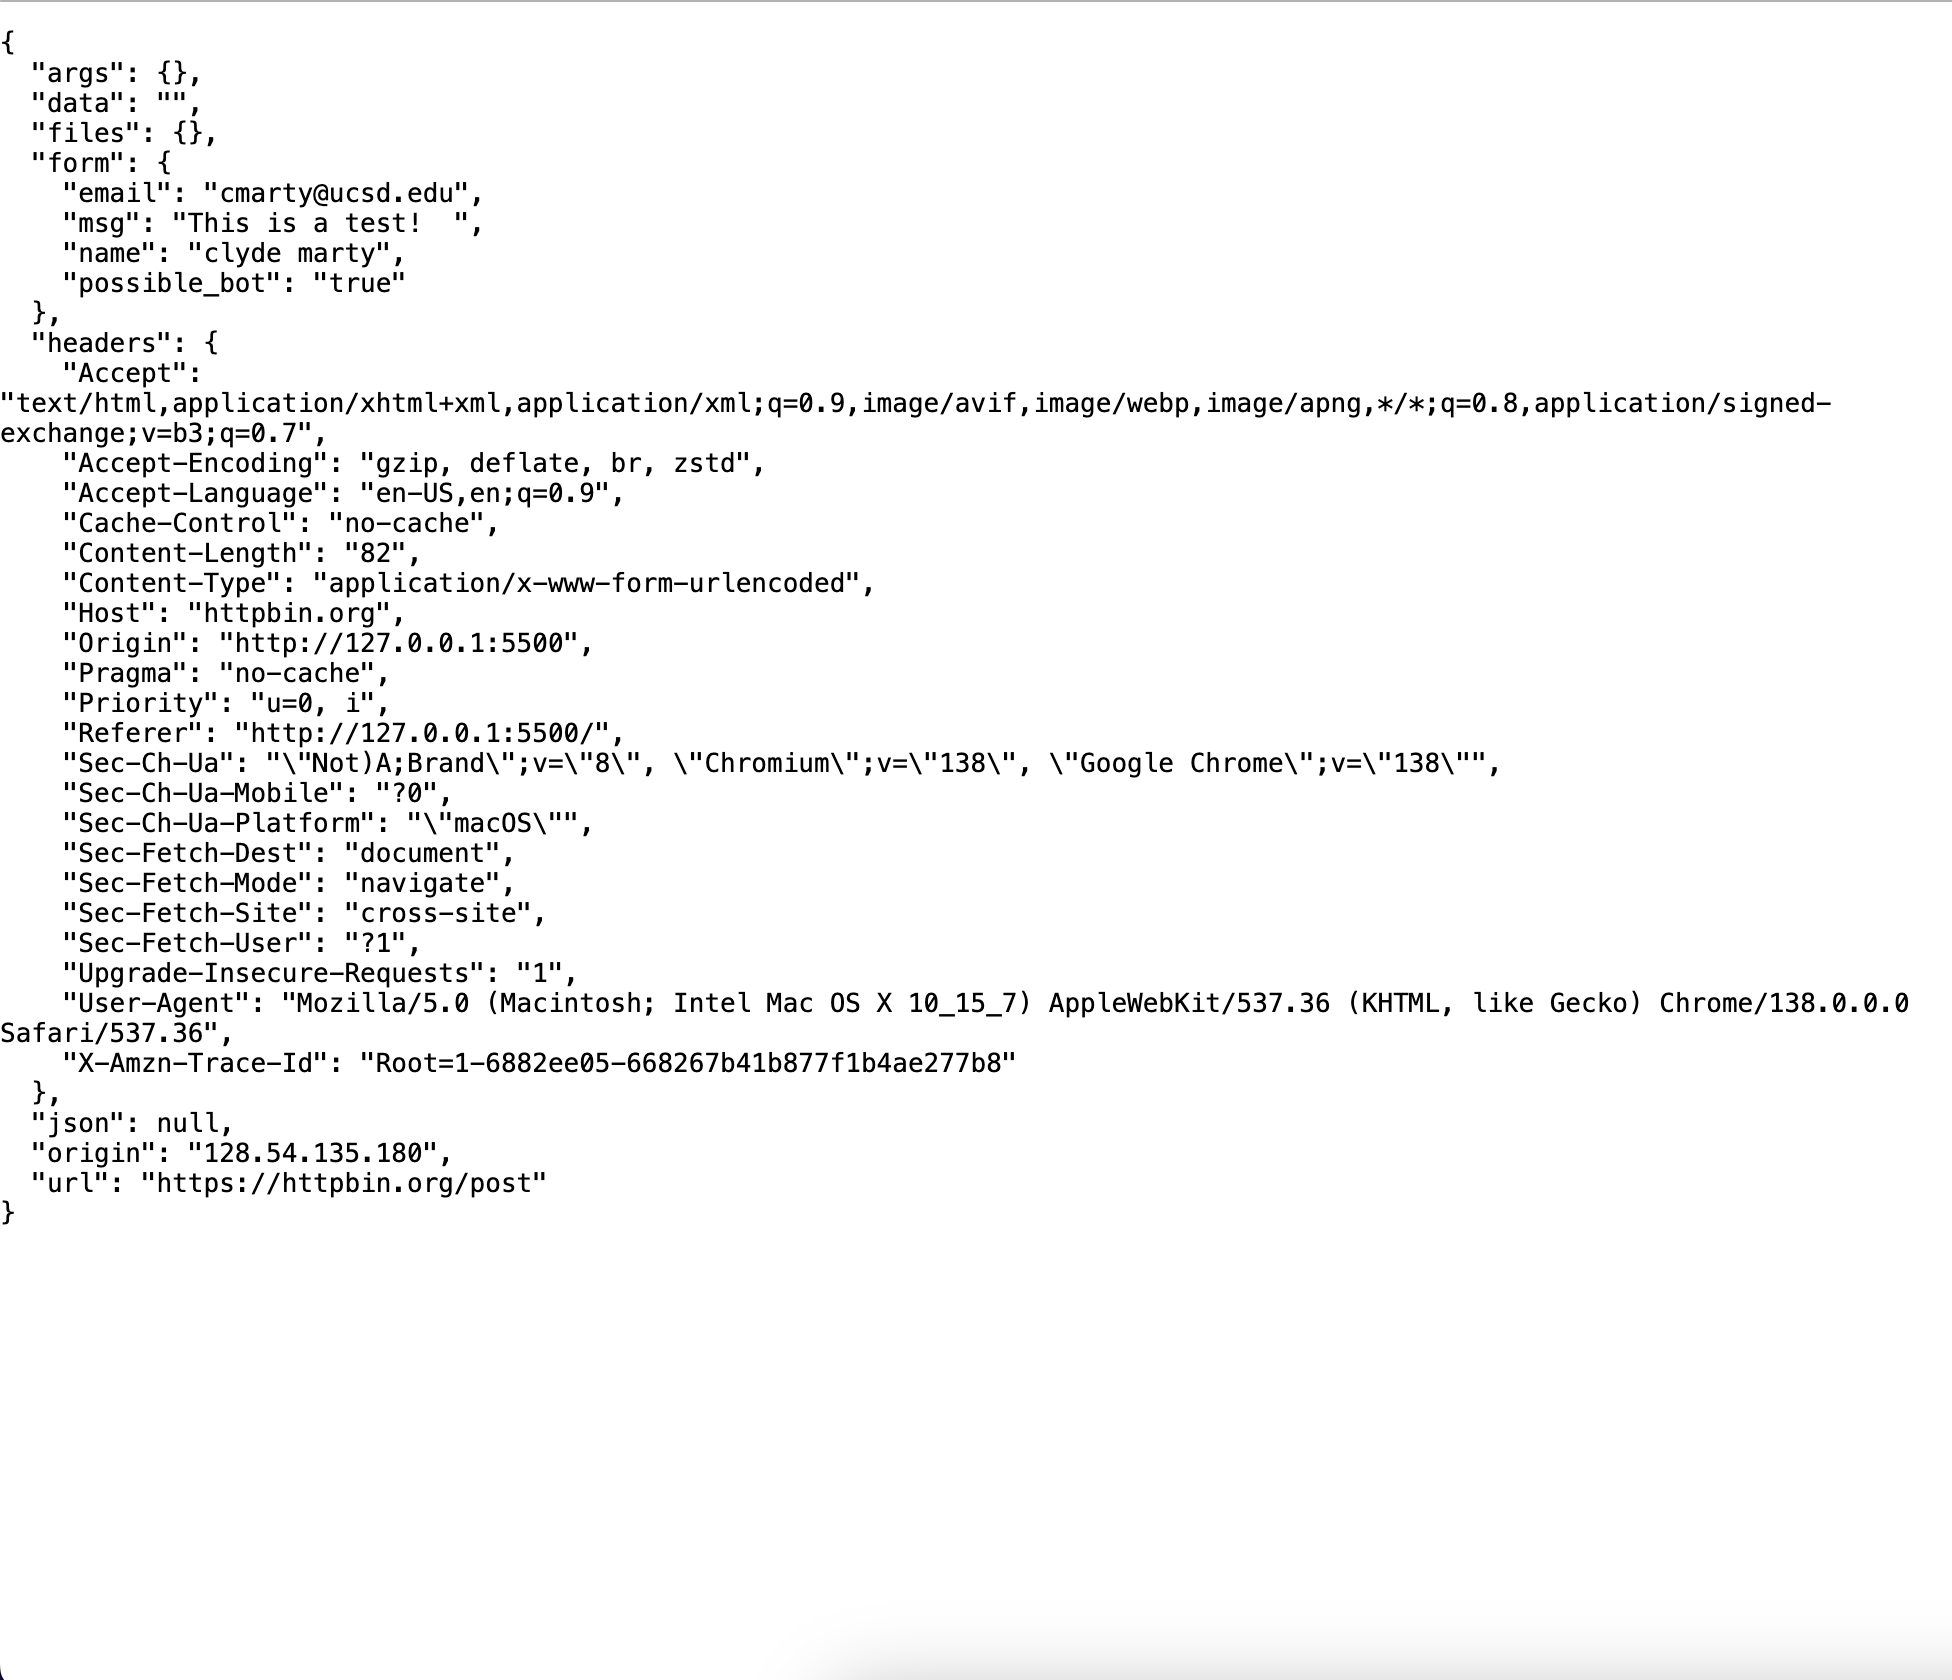 {
  "args": {},
  "data": "",
  "files": {},
  "form": {
    "email": "cmarty@ucsd.edu",
    "msg": "This is a test!  ",
    "name": "clyde marty",
    "possible_bot": "true"
  },
  "headers": {
    "Accept":
"text/html,application/xhtml+xml,application/xml;q=0.9,image/avif,image/webp,image/apng,*/*;q=0.8,application/signed-
exchange;v=b3;q=0.7",
    "Accept-Encoding": "gzip, deflate, br, zstd",
    "Accept-Language": "en-US,en;q=0.9",
    "Cache-Control": "no-cache",
    "Content-Length": "82",
    "Content-Type": "application/x-www-form-urlencoded",
    "Host": "httpbin.org",
    "Origin": "http://127.0.0.1:5500",
    "Pragma": "no-cache",
    "Priority": "u=0, i",
    "Referer": "http://127.0.0.1:5500/",
    "Sec-Ch-Ua": "\"Not)A;Brand\";v=\"8\", \"Chromium\";v=\"138\", \"Google Chrome\";v=\"138\"",
    "Sec-Ch-Ua-Mobile": "?0",
    "Sec-Ch-Ua-Platform": "\"macOS\"",
    "Sec-Fetch-Dest": "document",
    "Sec-Fetch-Mode": "navigate",
    "Sec-Fetch-Site": "cross-site",
    "Sec-Fetch-User": "?1",
    "Upgrade-Insecure-Requests": "1",
    "User-Agent": "Mozilla/5.0 (Macintosh; Intel Mac OS X 10_15_7) AppleWebKit/537.36 (KHTML, like Gecko) Chrome/138.0.0.0
Safari/537.36",
    "X-Amzn-Trace-Id": "Root=1-6882ee05-668267b41b877f1b4ae277b8"
  },
  "json": null,
  "origin": "128.54.135.180",
  "url": "https://httpbin.org/post"
}